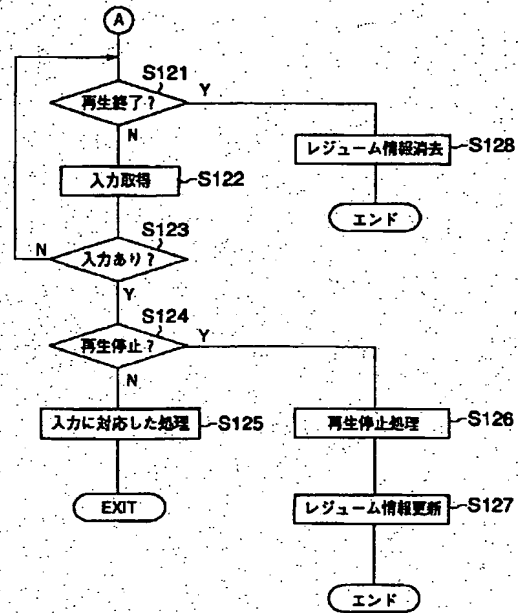 A
S121
再生終了?
Y
N
レジューム情報消去
S128
入力取得
S122
エンド
S123
入力あり?
N
Y
S124
再生停止?
Y
N
入力に対応した処理
S125
再生停止処理
S126
EXIT
レジューム情報更新
S127
エンド